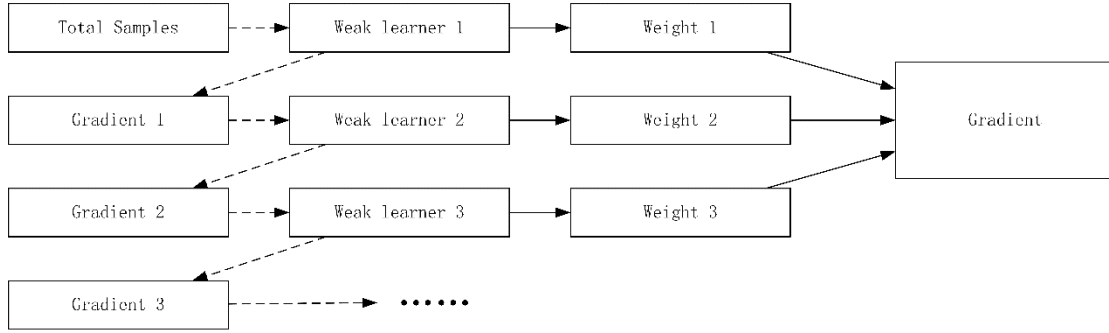 Total Samples
Weak learner 1
Weight 1
Gradient 1
Weak learner 2
Weight 2
Gradient
Gradient 2
Weak learner 3
Weight 3
Gradient 3
••••••